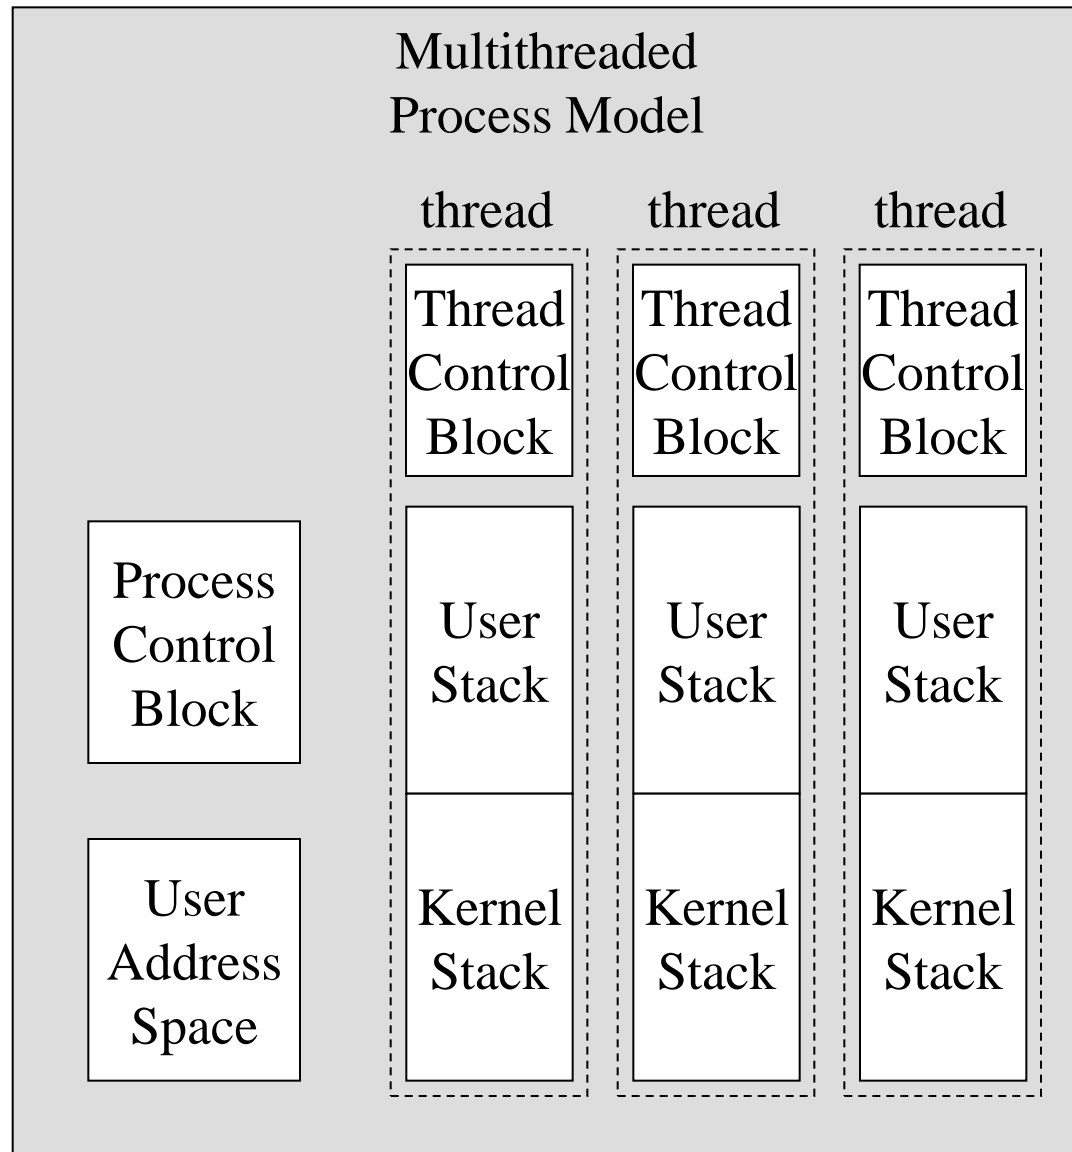 Multithreaded
Process Model
thread
thread
thread
Thread
Control
Block
Thread
Control
Block
Thread
Control
Block
Process
Control
Block
User
Stack
User
Stack
User
Stack
User
Address
Space
Kernel
Stack
Kernel
Stack
Kernel
Stack